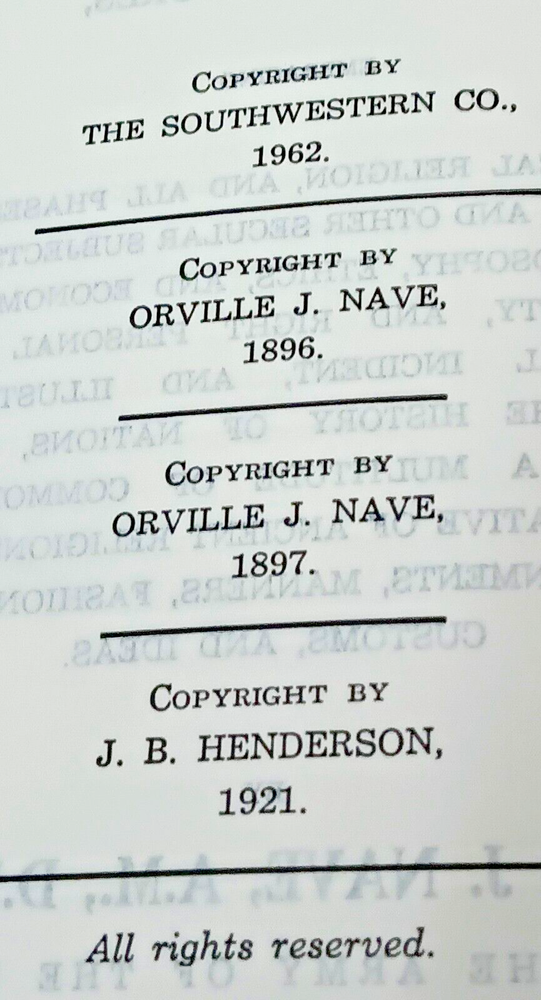 COPYRIGHT BY
THE SOUTHWESTERN CO.,
1962.
COPYRIGHT BY
ORVILLE J. NAVE,
1896.
COPYRIGHT BY
ORVILLE J. NAVE,
1897.
COPYRIGHT BY
J. B. HENDERSON,
1921.
All rights reserved.